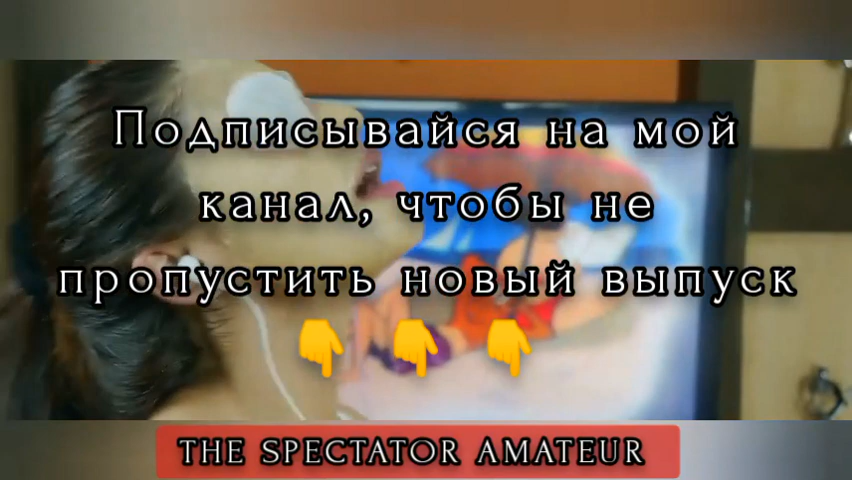 Подписывайся на мой
канал, чтобы не
пропустить новый выпуск
👇 👇 👇
THE SPECTATOR AMATEUR